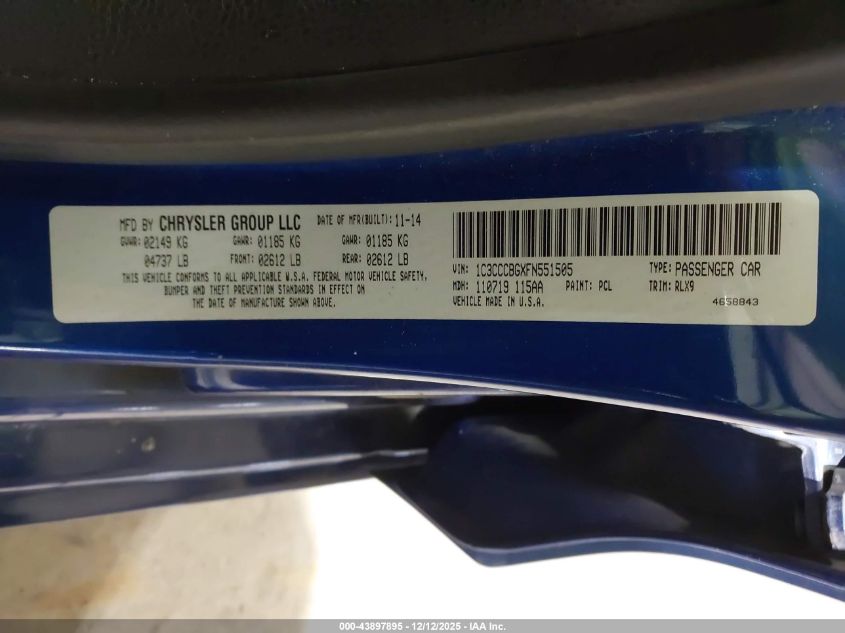 MFD BY CHRYSLER GROUP LLC DATE OF MFR(BUILT): 11-14
GVWR: 02149 KG GAWR: 01185 KG GAWR: 01185 KG
04737 LB FRONT: 02612 LB REAR: 02612 LB
THIS VEHICLE CONFORMS TO ALL APPLICABLE U.S.A. FEDERAL MOTOR VEHICLE SAFETY,
BUMPER AND THEFT PREVENTION STANDARDS IN EFFECT ON
THE DATE OF MANUFACTURE SHOWN ABOVE.
VIN: 1C3CCCBGXFN551505 TYPE: PASSENGER CAR
MDH: 110719 115AA PAINT: PCL TRIM: RLX9
VEHICLE MADE IN U.S.A. 4658843
000-43897895 - 12/12/2025 - IAA Inc.